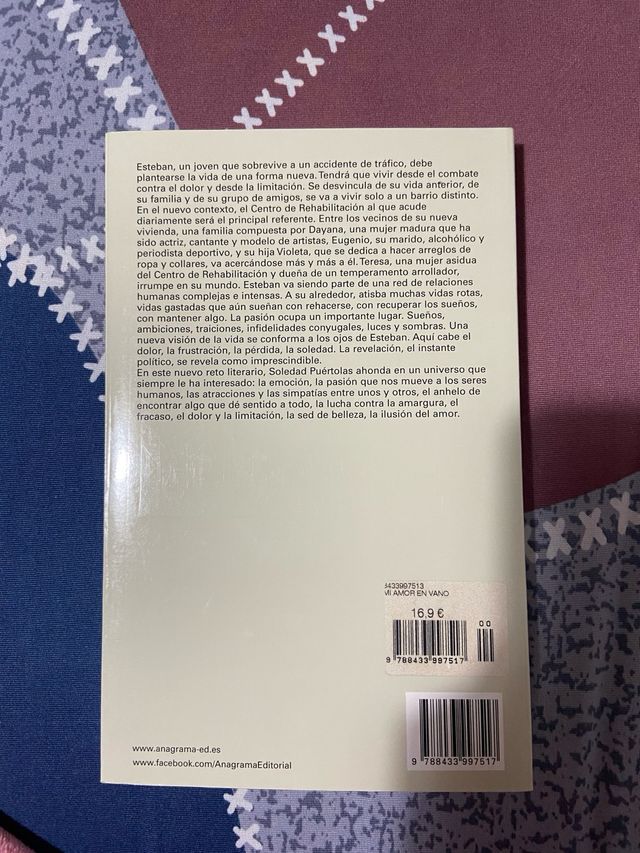 Esteban, un joven que sobrevive a un accidente de tráfico, debe
plantearse la vida de una forma nueva. Tendrá que vivir desde el combate
contra el dolor y desde la limitación. Se desvincula de su vida anterior, de
su familia y de su grupo de amigos, se va a vivir solo a un barrio distinto.
En el nuevo contexto, el Centro de Rehabilitación al que acude
diariamente será el principal referente. Entre los vecinos de su nueva
vivienda, una familia compuesta por Dayana, una mujer madura que ha
sido actriz, cantante y modelo de artistas, Eugenio, su marido, alcohólico y
periodista deportivo, y su hija Violeta, que se dedica a hacer arreglos de
ropa y collares, va acercándose más y más a él. Teresa, una mujer asidua
del Centro de Rehabilitación y dueña de un temperamento arrollador,
irrumpe en su mundo. Esteban va siendo parte de una red de relaciones
humanas complejas e intensas. A su alrededor, atisba muchas vidas rotas,
vidas gastadas que aún sueñan con rehacerse, con recuperar los sueños,
con mantener algo. La pasión ocupa un importante lugar. Sueños,
ambiciones, traiciones, infidelidades conyugales, luces y sombras. Una
nueva visión de la vida se conforma a los ojos de Esteban. Aquí cabe el
dolor, la frustración, la pérdida, la soledad. La revelación, el instante
político, se revela como imprescindible.
En este nuevo reto literario, Soledad Puértolas ahonda en un universo que
siempre le ha interesado: la emoción, la pasión que nos mueve a los seres
humanos, las atracciones y las simpatías entre unos y otros, el anhelo de
encontrar algo que dé sentido a todo, la lucha contra la amargura, el
fracaso, el dolor y la limitación, la sed de belleza, la ilusión del amor.
8433997513
MI AMOR EN VANO
16.9 €
00
9 788433 997517
9 788433 997517
www.anagrama-ed.es
www.facebook.com/AnagramaEditorial